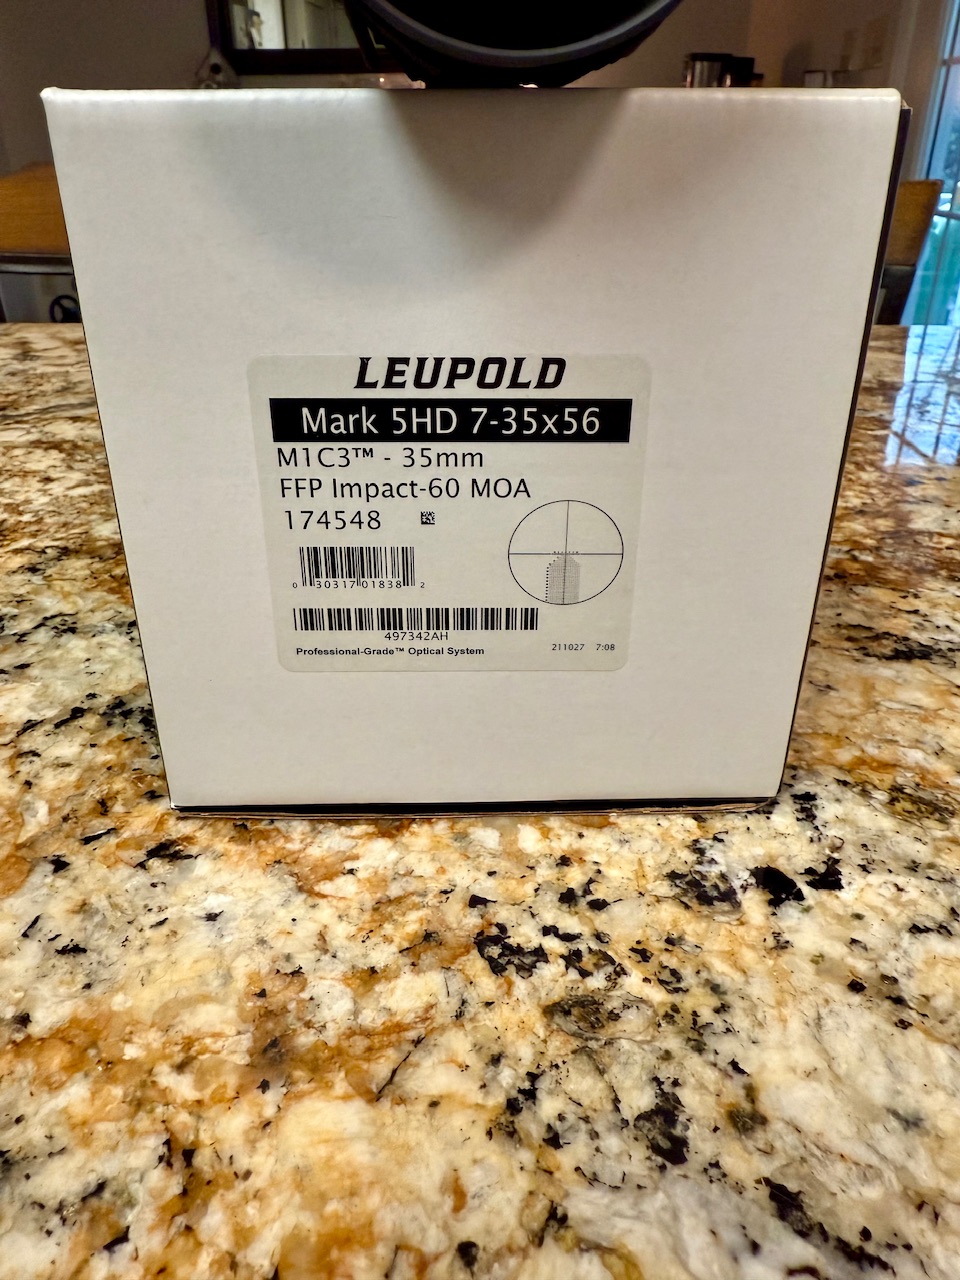 LEUPOLD
Mark 5HD 7-35x56
M1C3™ - 35mm
FFP Impact-60 MOA
174548
0 30317 01838 2
497342AH
Professional-Grade™ Optical System 211027 7:08